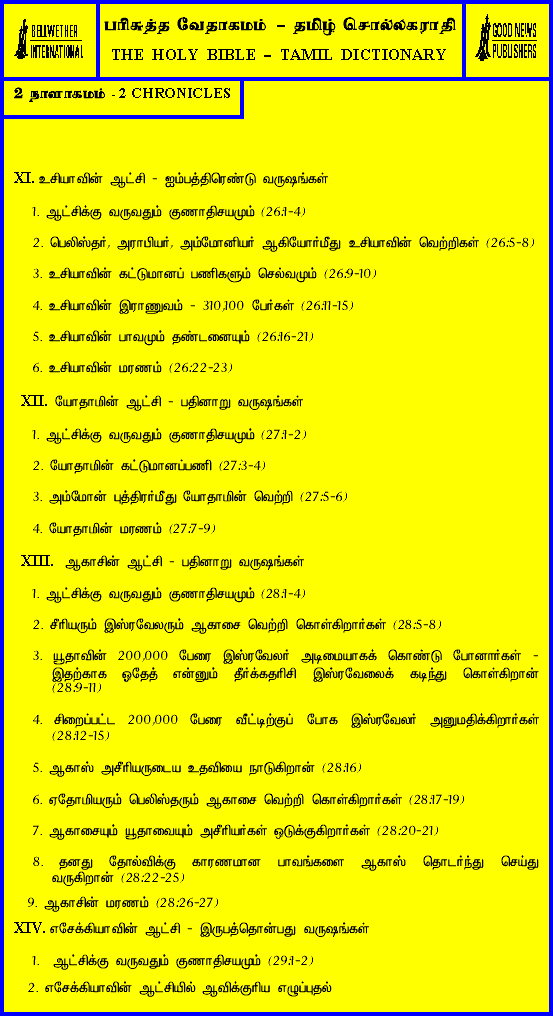 BELLWETHER
INTERNATIONAL
பரிசுத்த வேதாகமம் – தமிழ் சொல்லகராதி
THE HOLY BIBLE – TAMIL DICTIONARY
GOOD NEWS
PUBLISHERS
2 நாளாகமம் - 2 CHRONICLES
XI. உசியாவின் ஆட்சி - ஐம்பத்திரெண்டு வருஷங்கள்
1. ஆட்சிக்கு வருவதும் குணாதிசயமும் (26:1-4)
2. பெலிஸ்தர், அராபியர், அம்மோனியர் ஆகியோர்மீது உசியாவின் வெற்றிகள் (26:5-8)
3. உசியாவின் கட்டுமானப் பணிகளும் செல்வமும் (26:9-10)
4. உசியாவின் இராணுவம் - 310,100 பேர்கள் (26:11-15)
5. உசியாவின் பாவமும் தண்டனையும் (26:16-21)
6. உசியாவின் மரணம் (26:22-23)
XII. யோதாமின் ஆட்சி - பதினாறு வருஷங்கள்
1. ஆட்சிக்கு வருவதும் குணாதிசயமும் (27:1-2)
2. யோதாமின் கட்டுமானப்பணி (27:3-4)
3. அம்மோன் புத்திரர்மீது யோதாமின் வெற்றி (27:5-6)
4. யோதாமின் மரணம் (27:7-9)
XIII. ஆகாசின் ஆட்சி - பதினாறு வருஷங்கள்
1. ஆட்சிக்கு வருவதும் குணாதிசயமும் (28:1-4)
2. சீரியரும் இஸ்ரவேலரும் ஆகாசை வெற்றி கொள்கிறார்கள் (28:5-8)
3. யூதாவின் 200,000 பேரை இஸ்ரவேலர் அடிமையாகக் கொண்டு போனார்கள் -
இதற்காக ஓதேத் என்னும் தீர்க்கதரிசி இஸ்ரவேலைக் கடிந்து கொள்கிறான்
(28:9-11)
4. சிறைப்பட்ட 200,000 பேரை வீட்டிற்குப் போக இஸ்ரவேலர் அனுமதிக்கிறார்கள்
(28:12-15)
5. ஆகாஸ் அசீரியருடைய உதவியை நாடுகிறான் (28:16)
6. ஏதோமியரும் பெலிஸ்தரும் ஆகாசை வெற்றி கொள்கிறார்கள் (28:17-19)
7. ஆகாசையும் யூதாவையும் அசீரியர்கள் ஒடுக்குகிறார்கள் (28:20-21)
8. தனது தோல்விக்கு காரணமான பாவங்களை ஆகாஸ் தொடர்ந்து செய்து
வருகிறான் (28:22-25)
9. ஆகாசின் மரணம் (28:26-27)
XIV. எசேக்கியாவின் ஆட்சி - இருபத்தொன்பது வருஷங்கள்
1. ஆட்சிக்கு வருவதும் குணாதிசயமும் (29:1-2)
2. எசேக்கியாவின் ஆட்சியில் ஆவிக்குரிய எழுப்புதல்